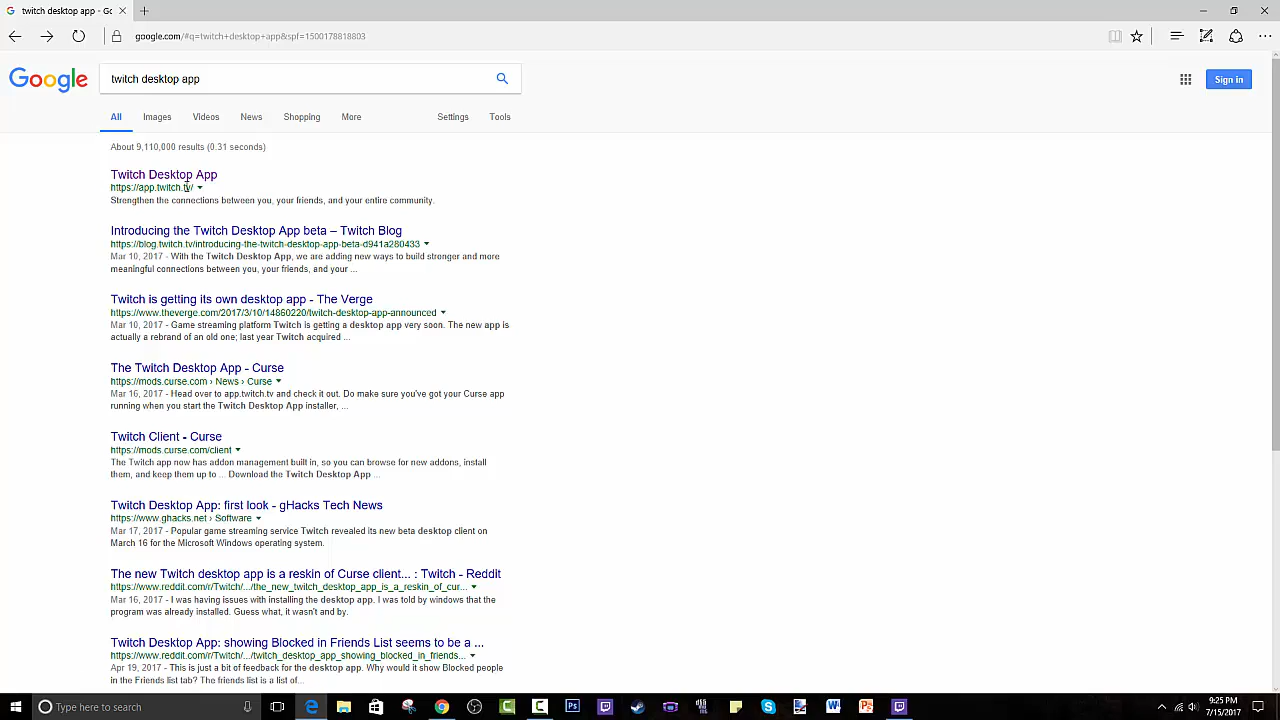 twitch desktop app - Go
google.com/#q=twitch+desktop+app&spf=1500178818803
Google
twitch desktop app
Sign in
All Images Videos News Shopping More Settings Tools
About 9,110,000 results (0.31 seconds)
Twitch Desktop App
https://app.twitch.tv/
Strengthen the connections between you, your friends, and your entire community.
Introducing the Twitch Desktop App beta – Twitch Blog
https://blog.twitch.tv/introducing-the-twitch-desktop-app-beta-d941a280433
Mar 10, 2017 - With the Twitch Desktop App, we are adding new ways to build stronger and more
meaningful connections between you, your friends, and your ...
Twitch is getting its own desktop app - The Verge
https://www.theverge.com/2017/3/10/14860220/twitch-desktop-app-announced
Mar 10, 2017 - Game streaming platform Twitch is getting a desktop app very soon. The new app is
actually a rebrand of an old one; last year Twitch acquired ...
The Twitch Desktop App - Curse
https://mods.curse.com › News › Curse
Mar 16, 2017 - Head over to app.twitch.tv and check it out. Do make sure you've got your Curse app
running when you start the Twitch Desktop App installer, ...
Twitch Client - Curse
https://mods.curse.com/client
The Twitch app now has addon management built in, so you can browse for new addons, install
them, and keep them up to ... Download the Twitch Desktop App ...
Twitch Desktop App: first look - gHacks Tech News
https://www.ghacks.net › Software
Mar 17, 2017 - Popular game streaming service Twitch revealed its new beta desktop client on
March 16 for the Microsoft Windows operating system.
The new Twitch desktop app is a reskin of Curse client... : Twitch - Reddit
https://www.reddit.com/r/Twitch/.../the_new_twitch_desktop_app_is_a_reskin_of_cur...
Mar 16, 2017 - I was having issues with installing the desktop app. I was told by windows that the
program was already installed. Guess what, it wasn't and by.
Twitch Desktop App: showing Blocked in Friends List seems to be a ...
https://www.reddit.com/r/Twitch/.../twitch_desktop_app_showing_blocked_in_friends...
Apr 19, 2017 - This is just a bit of feedback for the desktop app. Why would it show Blocked people
in the Friends list tab? The friends list is a list of...
Type here to search
9:25 PM
7/15/2017